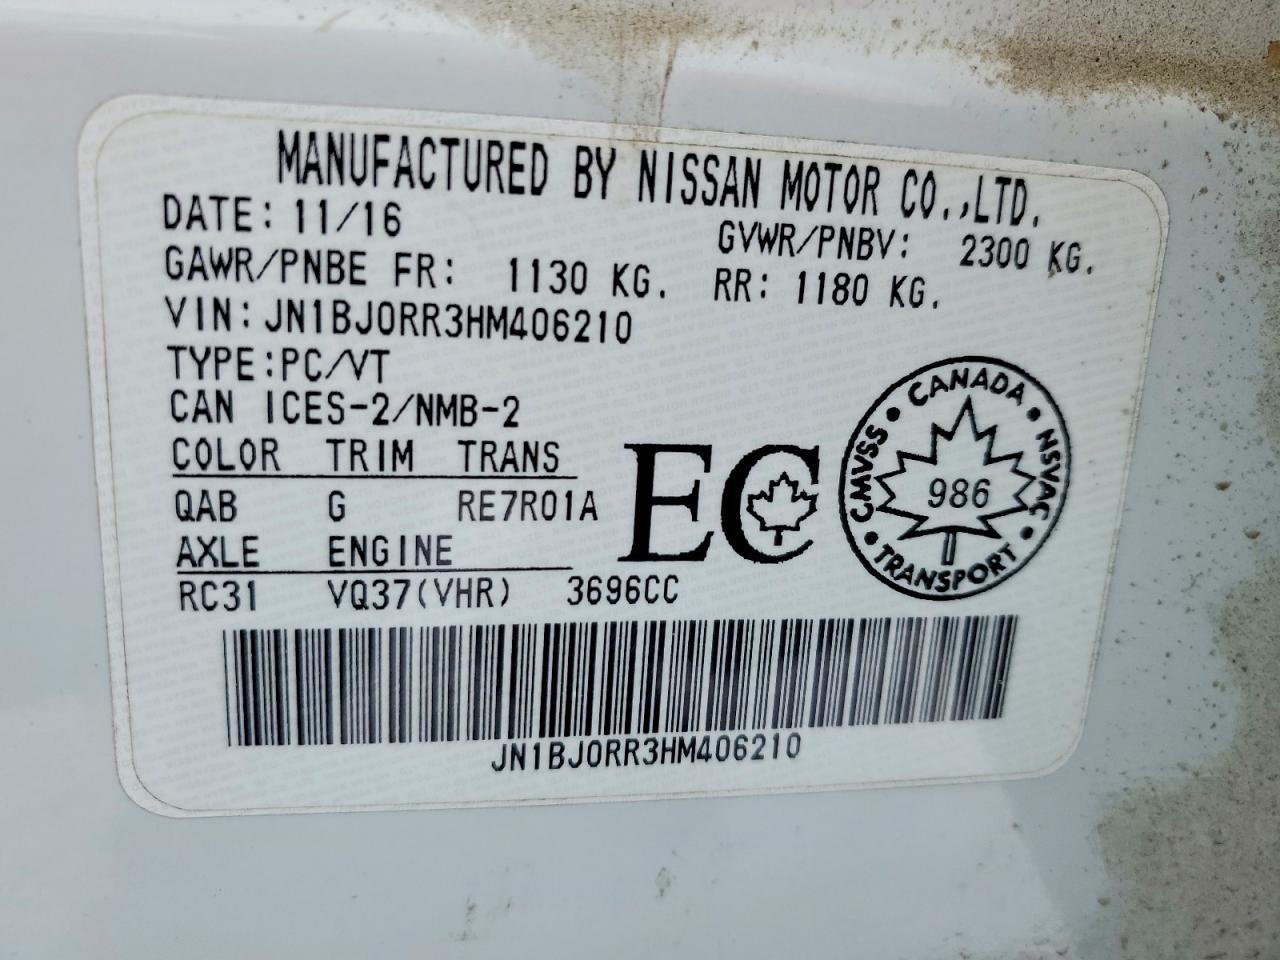 MANUFACTURED BY NISSAN MOTOR CO.,LTD.
DATE: 11/16 GVWR/PNBV: 2300 KG.
GAWR/PNBE FR: 1130 KG. RR: 1180 KG.
VIN: JN1BJ0RR3HM406210
TYPE:PC/VT
CAN ICES-2/NMB-2
COLOR TRIM TRANS
QAB G RE7R01A
AXLE ENGINE
RC31 VQ37(VHR) 3696CC
EC
CANADA
CMVSS • NSVAC
986
TRANSPORT
JN1BJ0RR3HM406210